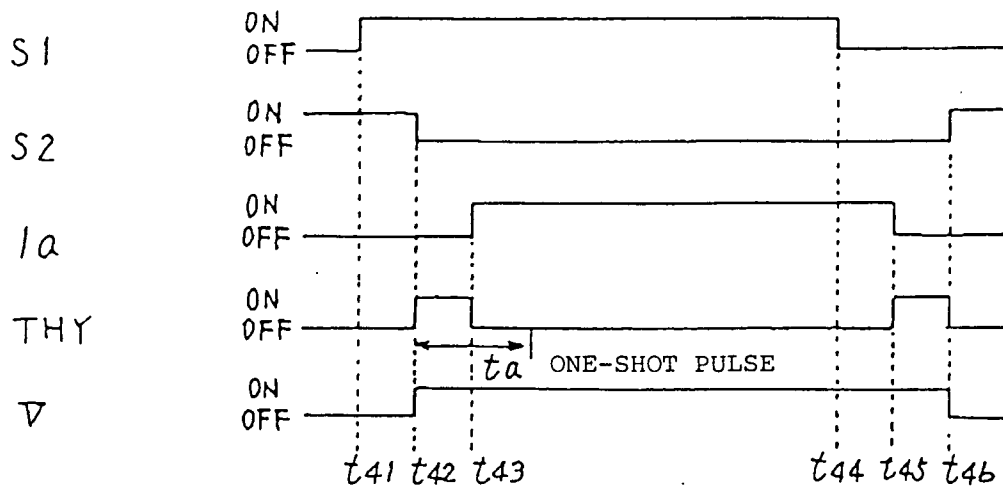 S1 ON
OFF
S2 ON
OFF
1a ON
OFF
THY ON
OFF
ta ONE-SHOT PULSE
V ON
OFF
t41 t42 t43 t44 t45 t46